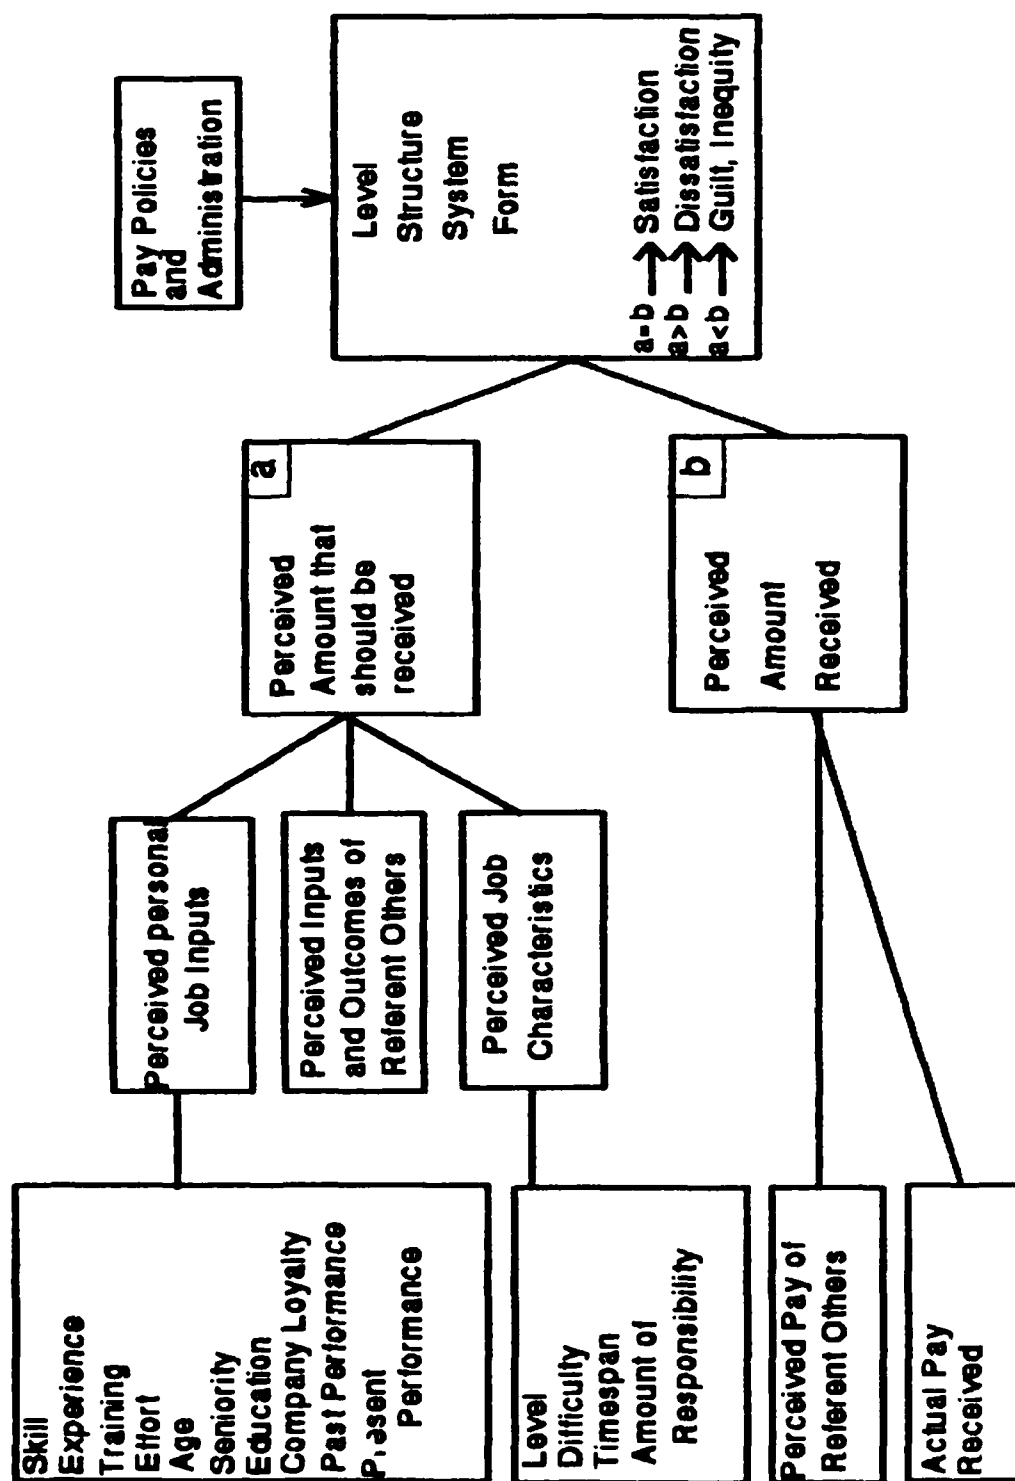 Skill
Experience
Training
Effort
Age
Seniority
Education
Company Loyalty
Past Performance
Present
Performance
Level
Difficulty
Timespan
Amount of
Responsibility
Perceived Pay of
Referent Others
Actual Pay
Received
Perceived personal
Job Inputs
Perceived Inputs
and Outcomes of
Referent Others
Perceived Job
Characteristics
a
Perceived
Amount that
should be
received
b
Perceived
Amount
Received
Pay Policies
and
Administration
Level
Structure
System
Form
a=b → Satisfaction
a>b → Dissatisfaction
a<b → Guilt, Inequity